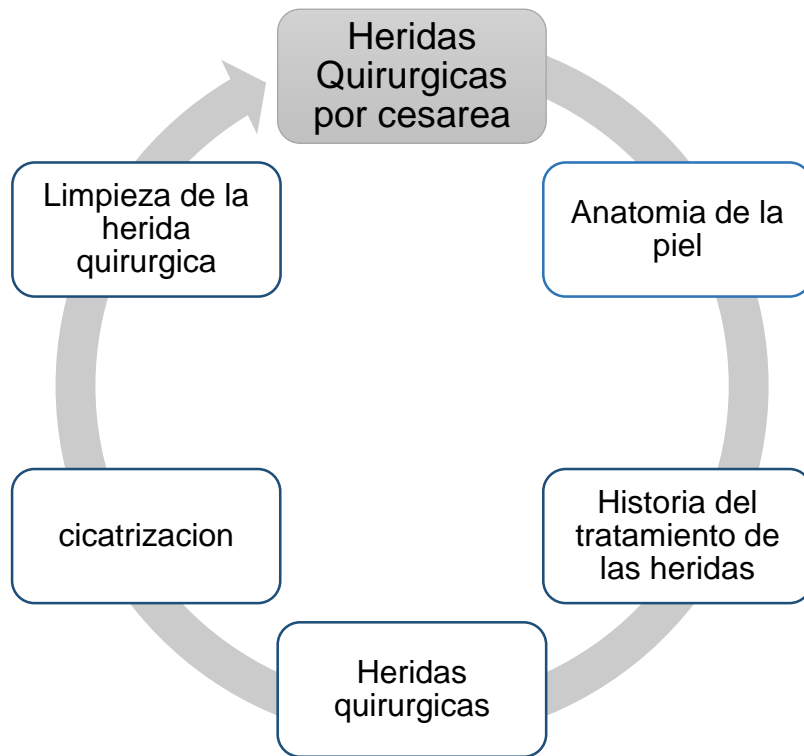 Heridas
Quirurgicas
por cesarea
Anatomia de la
piel
Historia del
tratamiento de
las heridas
Heridas
quirurgicas
cicatrizacion
Limpieza de la
herida
quirurgica